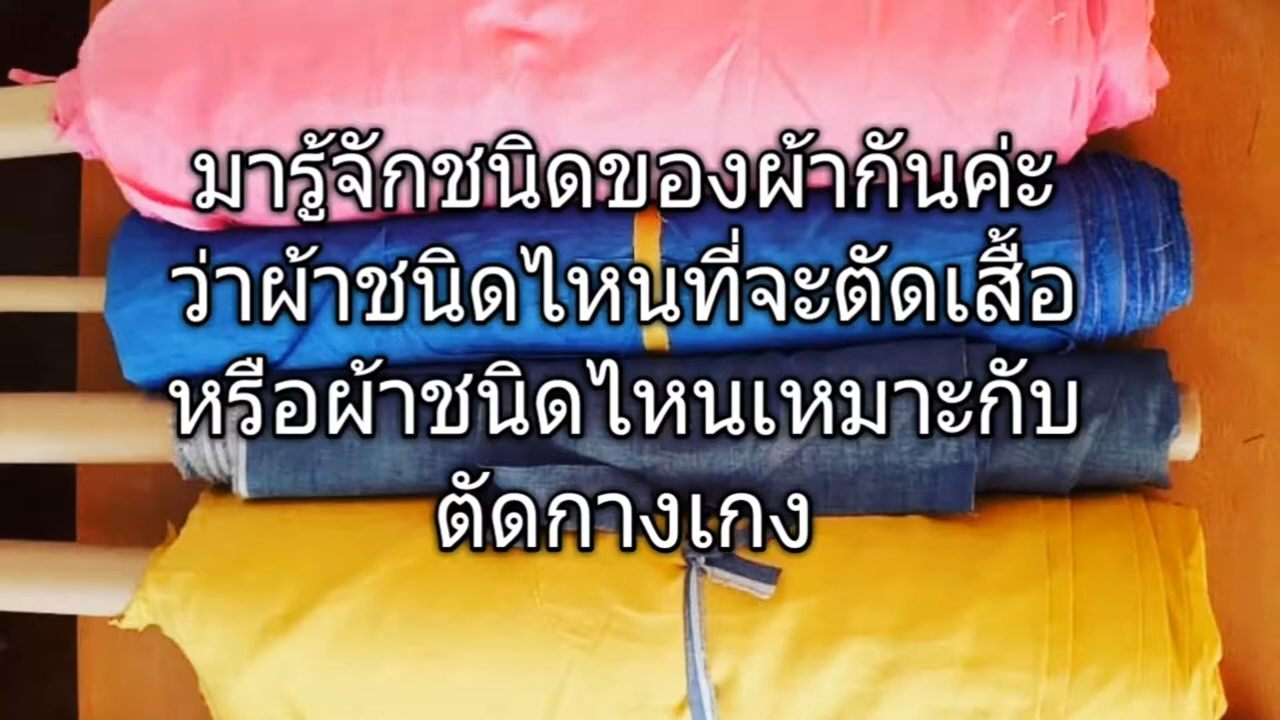 มารู้จักชนิดของผ้ากันค่ะ
ว่าผ้าชนิดไหนที่จะตัดเสื้อ
หรือผ้าชนิดไหนเหมาะกับ
ตัดกางเกง